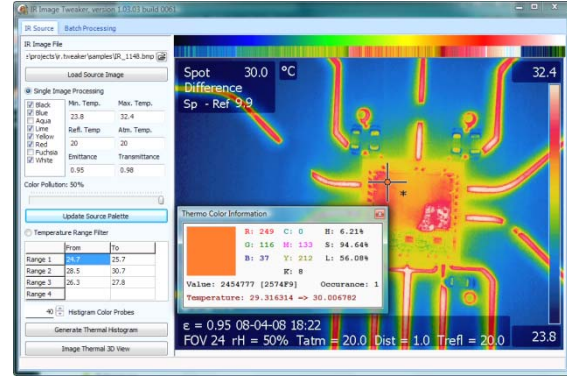 IR Image Tweaker, version 1.01.03 build 0061
IR Source Batch Processing
IR Image File
s\projects\ir.tweaker\samples\IR_1148.bmp
Load Source Image
Single Image Processing
Black
Blue
Aqua
Lime
Yellow
Red
Fuchsia
White
Min. Temp. Max. Temp.
23.8 32.4
Refl. Temp Atm. Temp.
20 20
Emittance Transmittance
0.95 0.98
Color Pollution: 50%
Update Source Palette
Temperature Range Filter
From To
Range 1 24.7 25.7
Range 2 28.5 30.7
Range 3 26.3 27.8
Range 4
40 Histigram Color Probes
Generate Thermal Histogram
Image Thermal 3D View
Spot 30.0 °C
Difference
Sp - Ref 9.9
32.4
Thermo Color Information
R: 249 C: 0 H: 6.21%
G: 116 M: 133 S: 94.64%
B: 37 Y: 212 L: 56.08%
K: 8
Value: 2454777 [2574F9] Occurance: 1
Temperature: 29.316314 => 30.006782
ε = 0.95 08-04-08 18:22
FOV 24 rH = 50% Tatm = 20.0 Dist = 1.0 Trefl = 20.0
23.8